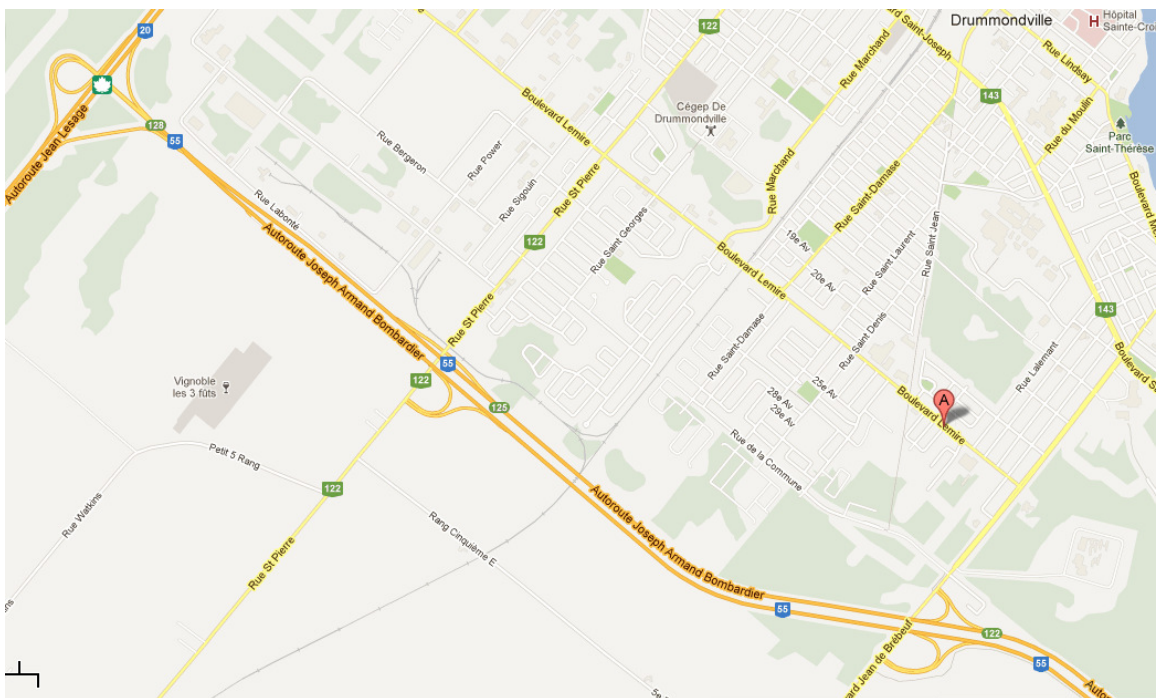 Drummondville
H
Hôpital
Sainte-Croi
20
122
Rue Saint-Joseph
Rue Marchand
Rue Lindsay
Boulevard Lemire
Cégep De
Drummondville
143
Rue du Moulin
Parc
Saint-Thérèse
128
55
Autoroute Jean Lesage
Rue Bergeron
Rue Power
Rue Sigouin
Rue St Pierre
Rue Marchand
Rue Saint-Damase
Rue Labonté
122
Rue Saint Georges
Boulevard Lemire
19e Av
20e Av
Rue Saint Laurent
Rue Saint Jean
Autoroute Joseph Armand Bombardier
Rue St Pierre
143
55
122
125
Vignoble
les 3 fûts
Rue Saint-Damase
Rue Saint Denis
25e Av
28e Av
29e Av
Rue Lalemant
Boulevard Lemire
A
Petit 5 Rang
Rue de la Commune
122
Rue Watkins
Rang Cinquième E
Autoroute Joseph Armand Bombardier
Rue St Pierre
55
122
55
ard Jean de Brébeuf
5e